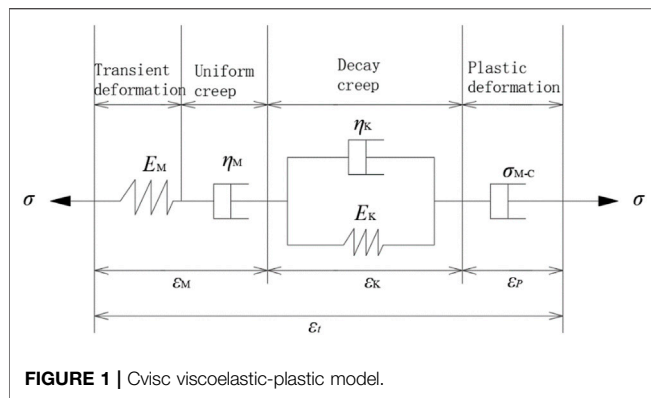 Transient deformation
Uniform creep
Decay creep
Plastic deformation
E_M
η_M
η_K
E_K
σ_M-C
σ
σ
ε_M
ε_K
ε_P
ε_t
FIGURE 1 | Cvisc viscoelastic-plastic model.